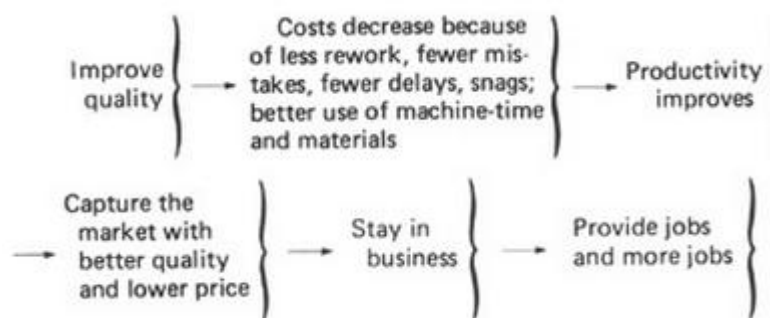 Improve
quality
Costs decrease because
of less rework, fewer mis-
takes, fewer delays, snags;
better use of machine-time
and materials
Productivity
improves
Capture the
market with
better quality
and lower price
Stay in
business
Provide jobs
and more jobs